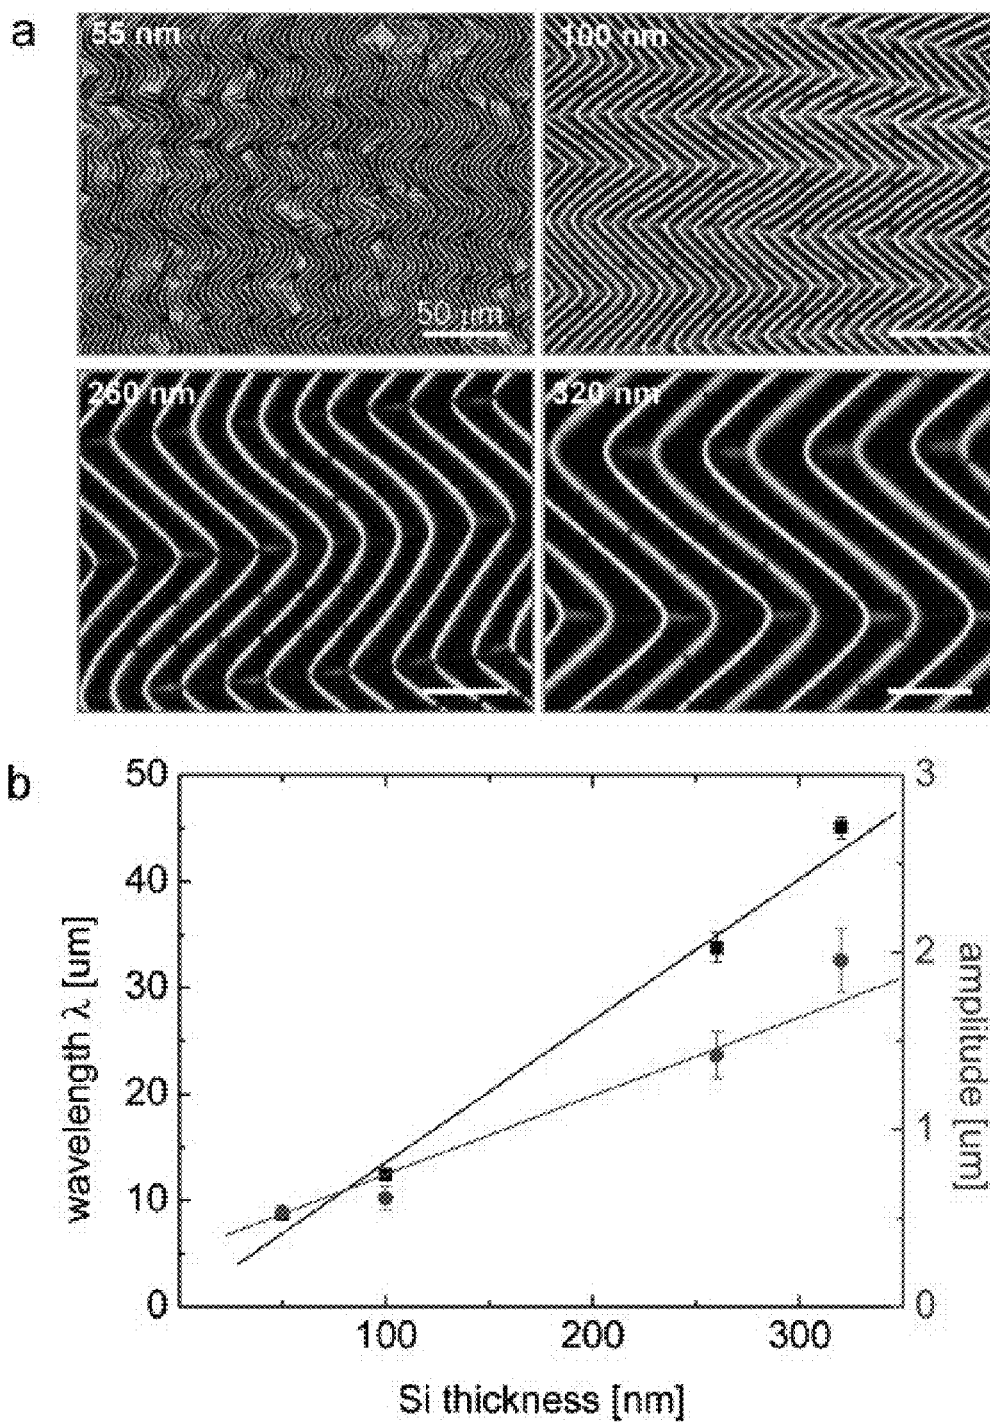 a
55 nm
100 nm
50 µm
260 nm
320 nm
b
50
40
30
20
10
0
wavelength λ [um]
3
2
1
0
amplitude [um]
100
200
300
Si thickness [nm]